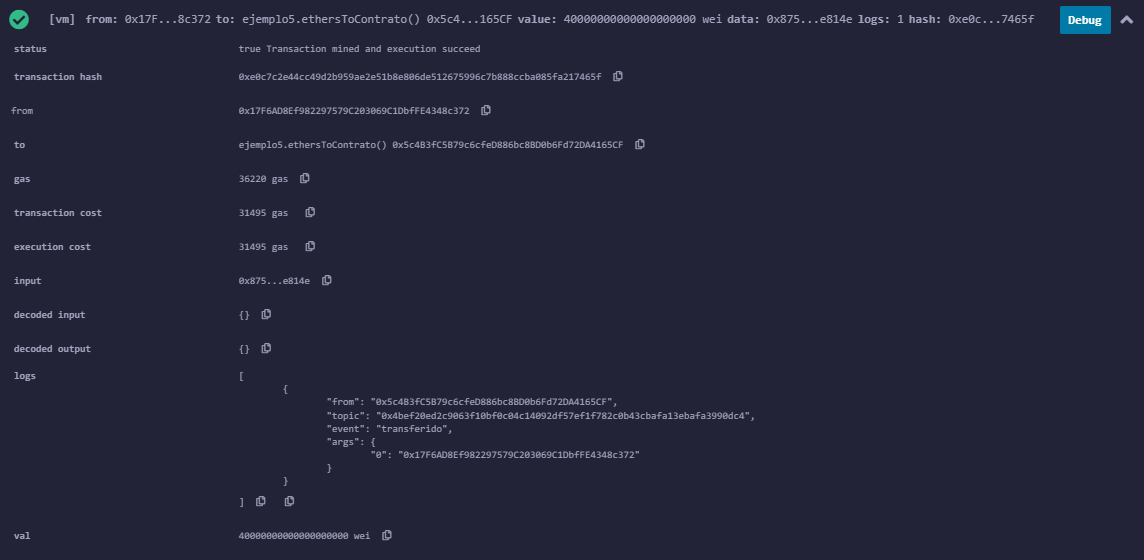 [vm] from: 0x17F...8c372 to: ejemplo5.ethersToContrato() 0x5c4...165CF value: 40000000000000000000 wei data: 0x875...e814e logs: 1 hash: 0xe0c...7465f Debug
status true Transaction mined and execution succeed
transaction hash 0xe0c7c2e44cc49d2b959ae2e51b8e806de512675996c7b888ccba085fa217465f
from 0x17F6AD8Ef982297579C203069C1DbfFE4348c372
to ejemplo5.ethersToContrato() 0x5c4B3fC5B79c6cfeD886bc8BD0b6Fd72DA4165CF
gas 36220 gas
transaction cost 31495 gas
execution cost 31495 gas
input 0x875...e814e
decoded input {}
decoded output {}
logs [
{
"from": "0x5c4B3fC5B79c6cfeD886bc8BD0b6Fd72DA4165CF",
"topic": "0x4bef20ed2c9063f10bf0c04c14092df57ef1f782c0b43cbafa13ebafa3990dc4",
"event": "transferido",
"args": {
"0": "0x17F6AD8Ef982297579C203069C1DbfFE4348c372"
}
}
]
val 40000000000000000000 wei